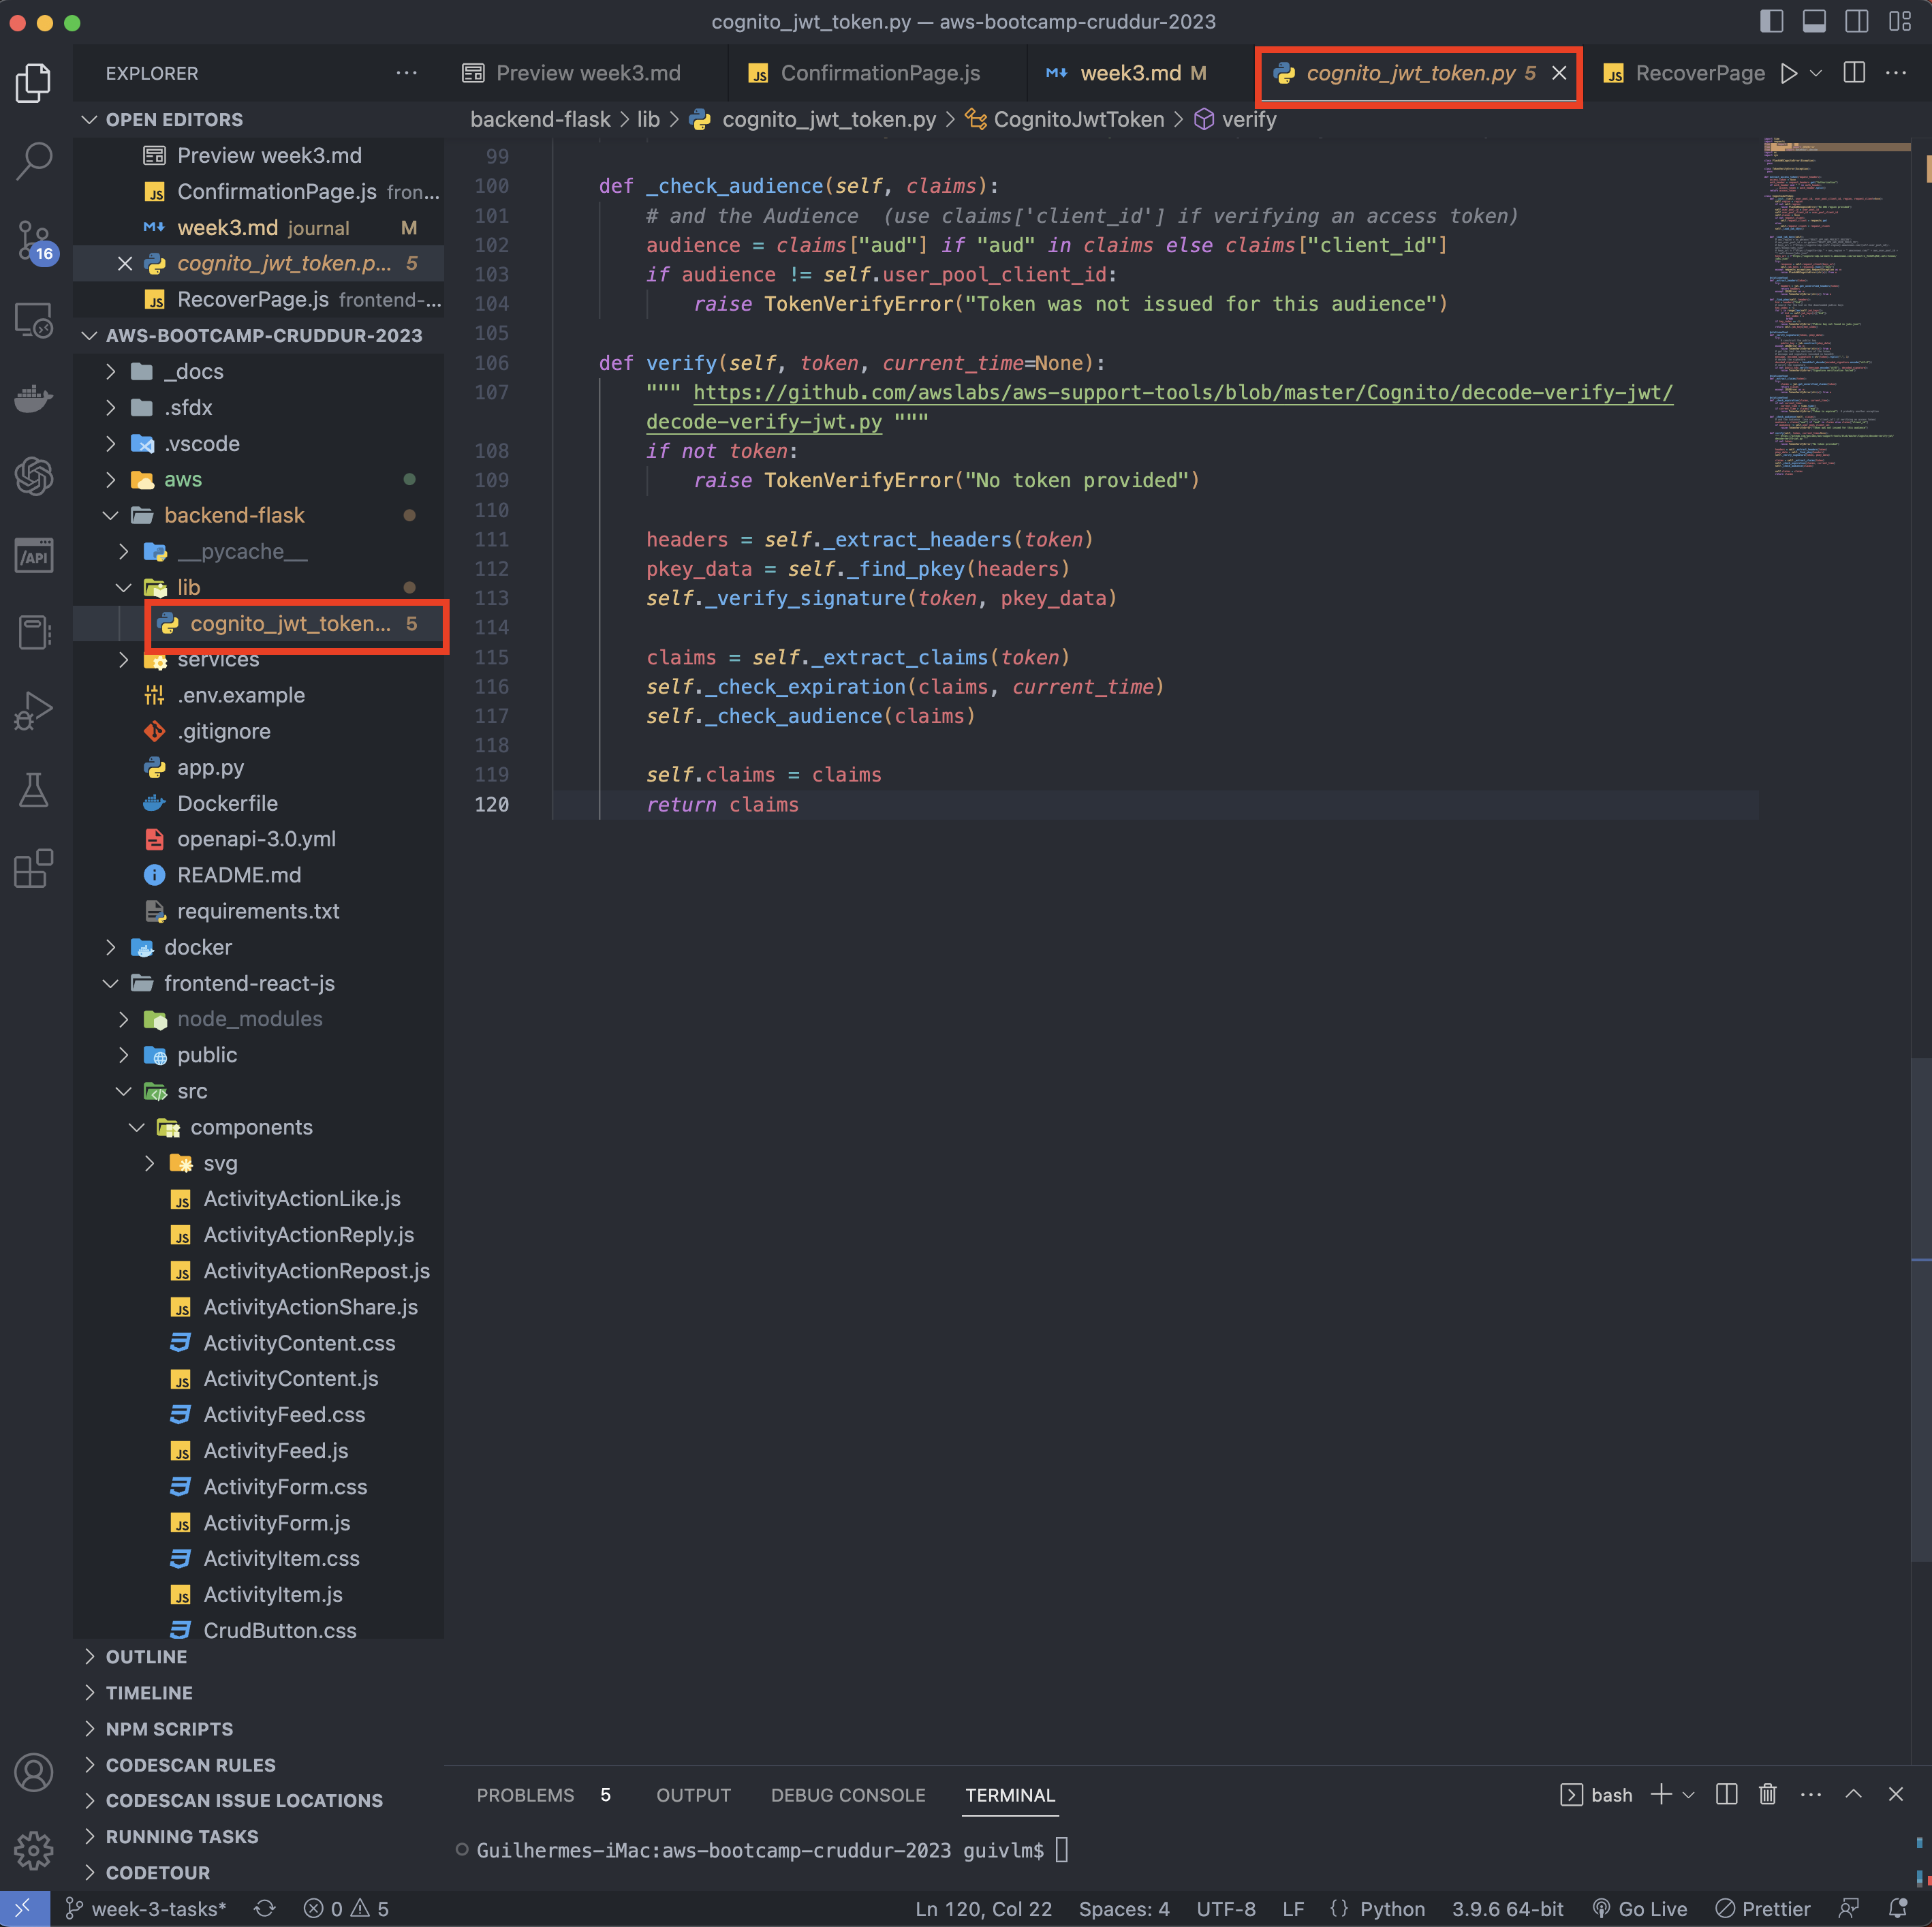 cognito_jwt_token.py — aws-bootcamp-cruddur-2023
EXPLORER
Preview week3.md
ConfirmationPage.js
week3.md M
cognito_jwt_token.py 5
RecoverPage
OPEN EDITORS
Preview week3.md
ConfirmationPage.js fron...
week3.md journal M
cognito_jwt_token.p... 5
RecoverPage.js frontend-...
AWS-BOOTCAMP-CRUDDUR-2023
_docs
.sfdx
.vscode
aws
backend-flask
__pycache__
lib
cognito_jwt_token... 5
services
.env.example
.gitignore
app.py
Dockerfile
openapi-3.0.yml
README.md
requirements.txt
docker
frontend-react-js
node_modules
public
src
components
svg
ActivityActionLike.js
ActivityActionReply.js
ActivityActionRepost.js
ActivityActionShare.js
ActivityContent.css
ActivityContent.js
ActivityFeed.css
ActivityFeed.js
ActivityForm.css
ActivityForm.js
ActivityItem.css
ActivityItem.js
CrudButton.css
OUTLINE
TIMELINE
NPM SCRIPTS
CODESCAN RULES
CODESCAN ISSUE LOCATIONS
RUNNING TASKS
CODETOUR
16
/API
backend-flask > lib > cognito_jwt_token.py > CognitoJwtToken > verify
99
100 def _check_audience(self, claims):
101 # and the Audience  (use claims['client_id'] if verifying an access token)
102 audience = claims["aud"] if "aud" in claims else claims["client_id"]
103 if audience != self.user_pool_client_id:
104 raise TokenVerifyError("Token was not issued for this audience")
105
106 def verify(self, token, current_time=None):
107 """ https://github.com/awslabs/aws-support-tools/blob/master/Cognito/decode-verify-jwt/
decode-verify-jwt.py """
108 if not token:
109 raise TokenVerifyError("No token provided")
110
111 headers = self._extract_headers(token)
112 pkey_data = self._find_pkey(headers)
113 self._verify_signature(token, pkey_data)
114
115 claims = self._extract_claims(token)
116 self._check_expiration(claims, current_time)
117 self._check_audience(claims)
118
119 self.claims = claims
120 return claims
PROBLEMS 5 OUTPUT DEBUG CONSOLE TERMINAL
bash
Guilhermes-iMac:aws-bootcamp-cruddur-2023 guivlm$
week-3-tasks* 0 5
Ln 120, Col 22 Spaces: 4 UTF-8 LF {} Python 3.9.6 64-bit Go Live Prettier